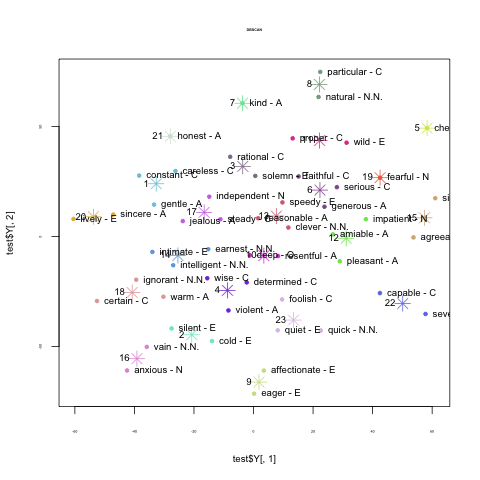 DBSCAN
particular - C
8
natural - N.N.
7 kind - A
5 che
21 honest - A
proper - C
wild - E
rational - C
3
careless - C
constant - C
1
solemn
faithful - C
19 fearful - N
6
serious - C
independent - N
si
gentle - A
17
speedy - E
generous - A
20 lively - E
sincere - A
jealous - A
steady
reasonable - A
impatient - N
15
clever - N.N.
12
amiable - A
agreea
intimate - E
earnest - N.N.
intelligent - N.N.
resentful - A
pleasant - A
ignorant - N.N.
wise - C
determined - C
18
4
warm - A
certain - C
foolish - C
capable - C
22
violent - A
seve
23
silent - E
2
quiet - E
quick - N.N.
cold - E
vain - N.N.
16
anxious - N
affectionate - E
9
eager - E
test$Y[, 2]
test$Y[, 1]